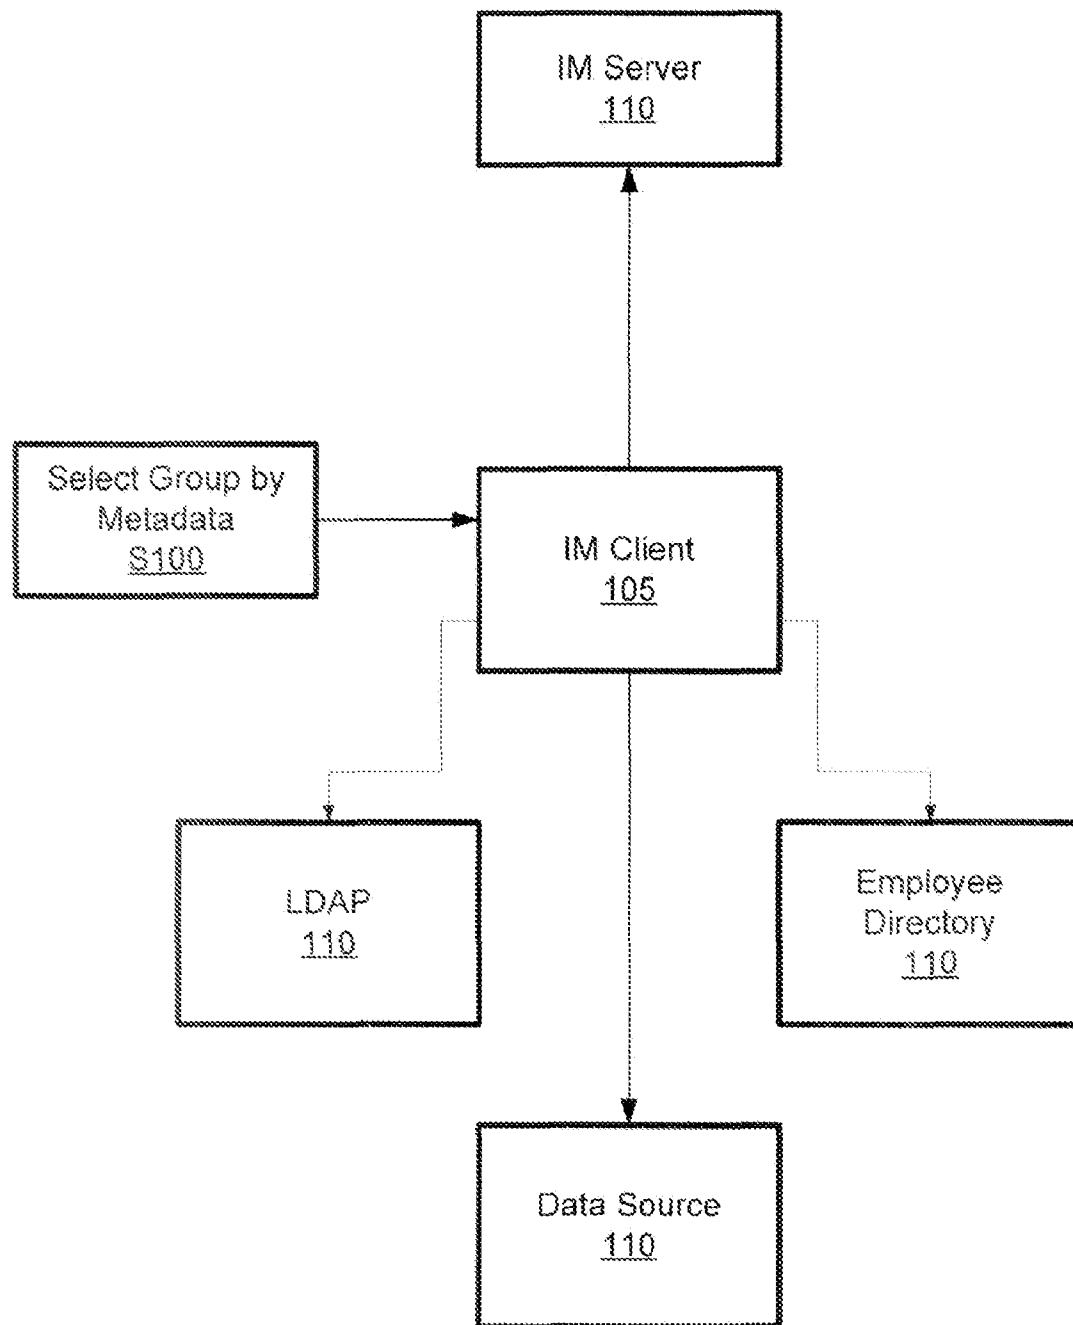 IM Server
110
Select Group by
Metadata
S100
IM Client
105
LDAP
110
Employee
Directory
110
Data Source
110